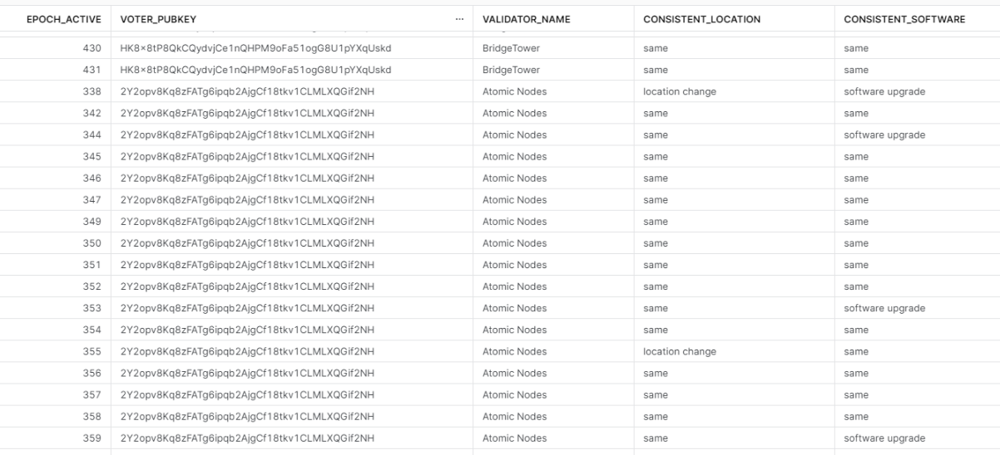 EPOCH_ACTIVE VOTER_PUBKEY ... VALIDATOR_NAME CONSISTENT_LOCATION CONSISTENT_SOFTWARE
430 HK8x8tP8QkCQydvjCe1nQHPM9oFa51ogG8U1pYXqUskd BridgeTower same same
431 HK8x8tP8QkCQydvjCe1nQHPM9oFa51ogG8U1pYXqUskd BridgeTower same same
338 2Y2opv8Kq8zFATg6ipqb2AjgCf18tkv1CLMLXQGif2NH Atomic Nodes location change software upgrade
342 2Y2opv8Kq8zFATg6ipqb2AjgCf18tkv1CLMLXQGif2NH Atomic Nodes same same
344 2Y2opv8Kq8zFATg6ipqb2AjgCf18tkv1CLMLXQGif2NH Atomic Nodes same software upgrade
345 2Y2opv8Kq8zFATg6ipqb2AjgCf18tkv1CLMLXQGif2NH Atomic Nodes same same
346 2Y2opv8Kq8zFATg6ipqb2AjgCf18tkv1CLMLXQGif2NH Atomic Nodes same same
347 2Y2opv8Kq8zFATg6ipqb2AjgCf18tkv1CLMLXQGif2NH Atomic Nodes same same
349 2Y2opv8Kq8zFATg6ipqb2AjgCf18tkv1CLMLXQGif2NH Atomic Nodes same same
350 2Y2opv8Kq8zFATg6ipqb2AjgCf18tkv1CLMLXQGif2NH Atomic Nodes same same
351 2Y2opv8Kq8zFATg6ipqb2AjgCf18tkv1CLMLXQGif2NH Atomic Nodes same same
352 2Y2opv8Kq8zFATg6ipqb2AjgCf18tkv1CLMLXQGif2NH Atomic Nodes same same
353 2Y2opv8Kq8zFATg6ipqb2AjgCf18tkv1CLMLXQGif2NH Atomic Nodes same software upgrade
354 2Y2opv8Kq8zFATg6ipqb2AjgCf18tkv1CLMLXQGif2NH Atomic Nodes same same
355 2Y2opv8Kq8zFATg6ipqb2AjgCf18tkv1CLMLXQGif2NH Atomic Nodes location change same
356 2Y2opv8Kq8zFATg6ipqb2AjgCf18tkv1CLMLXQGif2NH Atomic Nodes same same
357 2Y2opv8Kq8zFATg6ipqb2AjgCf18tkv1CLMLXQGif2NH Atomic Nodes same same
358 2Y2opv8Kq8zFATg6ipqb2AjgCf18tkv1CLMLXQGif2NH Atomic Nodes same same
359 2Y2opv8Kq8zFATg6ipqb2AjgCf18tkv1CLMLXQGif2NH Atomic Nodes same software upgrade